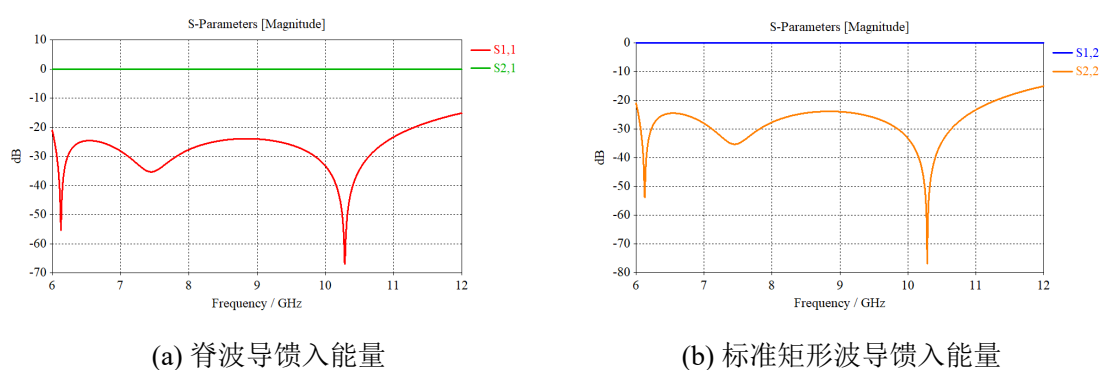 S-Parameters [Magnitude]
10
0
-10
-20
-30
-40
-50
-60
-70
dB
6
7
8
9
10
11
12
Frequency / GHz
S1,1
S2,1
(a) 脊波导馈入能量
S-Parameters [Magnitude]
0
-10
-20
-30
-40
-50
-60
-70
-80
dB
6
7
8
9
10
11
12
Frequency / GHz
S1,2
S2,2
(b) 标准矩形波导馈入能量